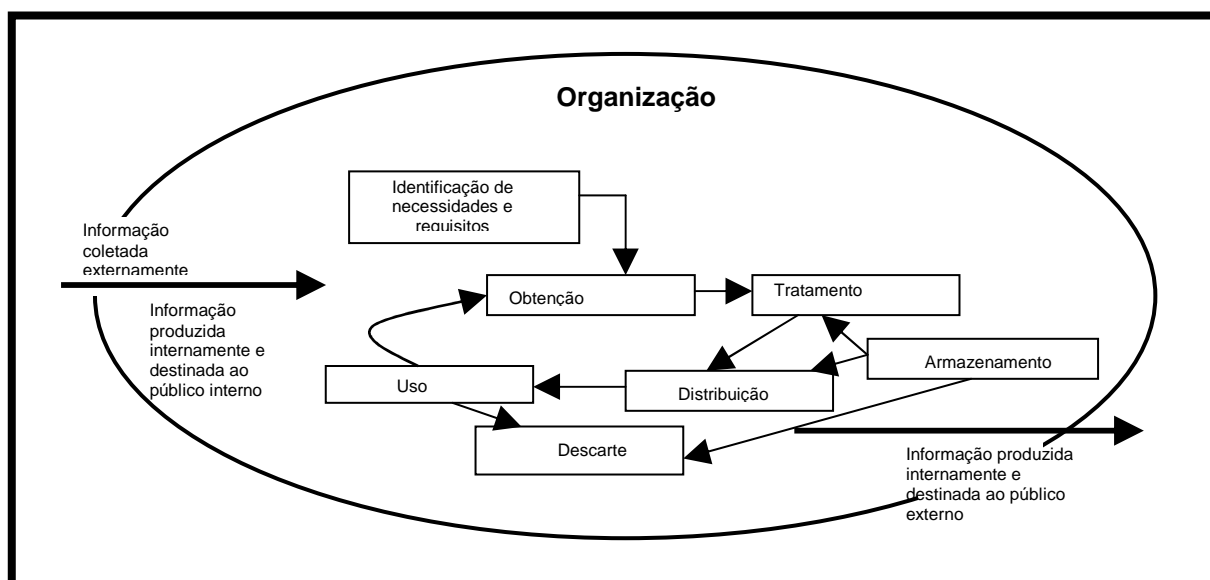 Organização
Identificação de
necessidades e
requisitos
Informação
coletada
externamente
Obtenção
Tratamento
Informação
produzida
internamente e
destinada ao
público interno
Armazenamento
Uso
Distribuição
Descarte
Informação produzida
internamente e
destinada ao público
externo